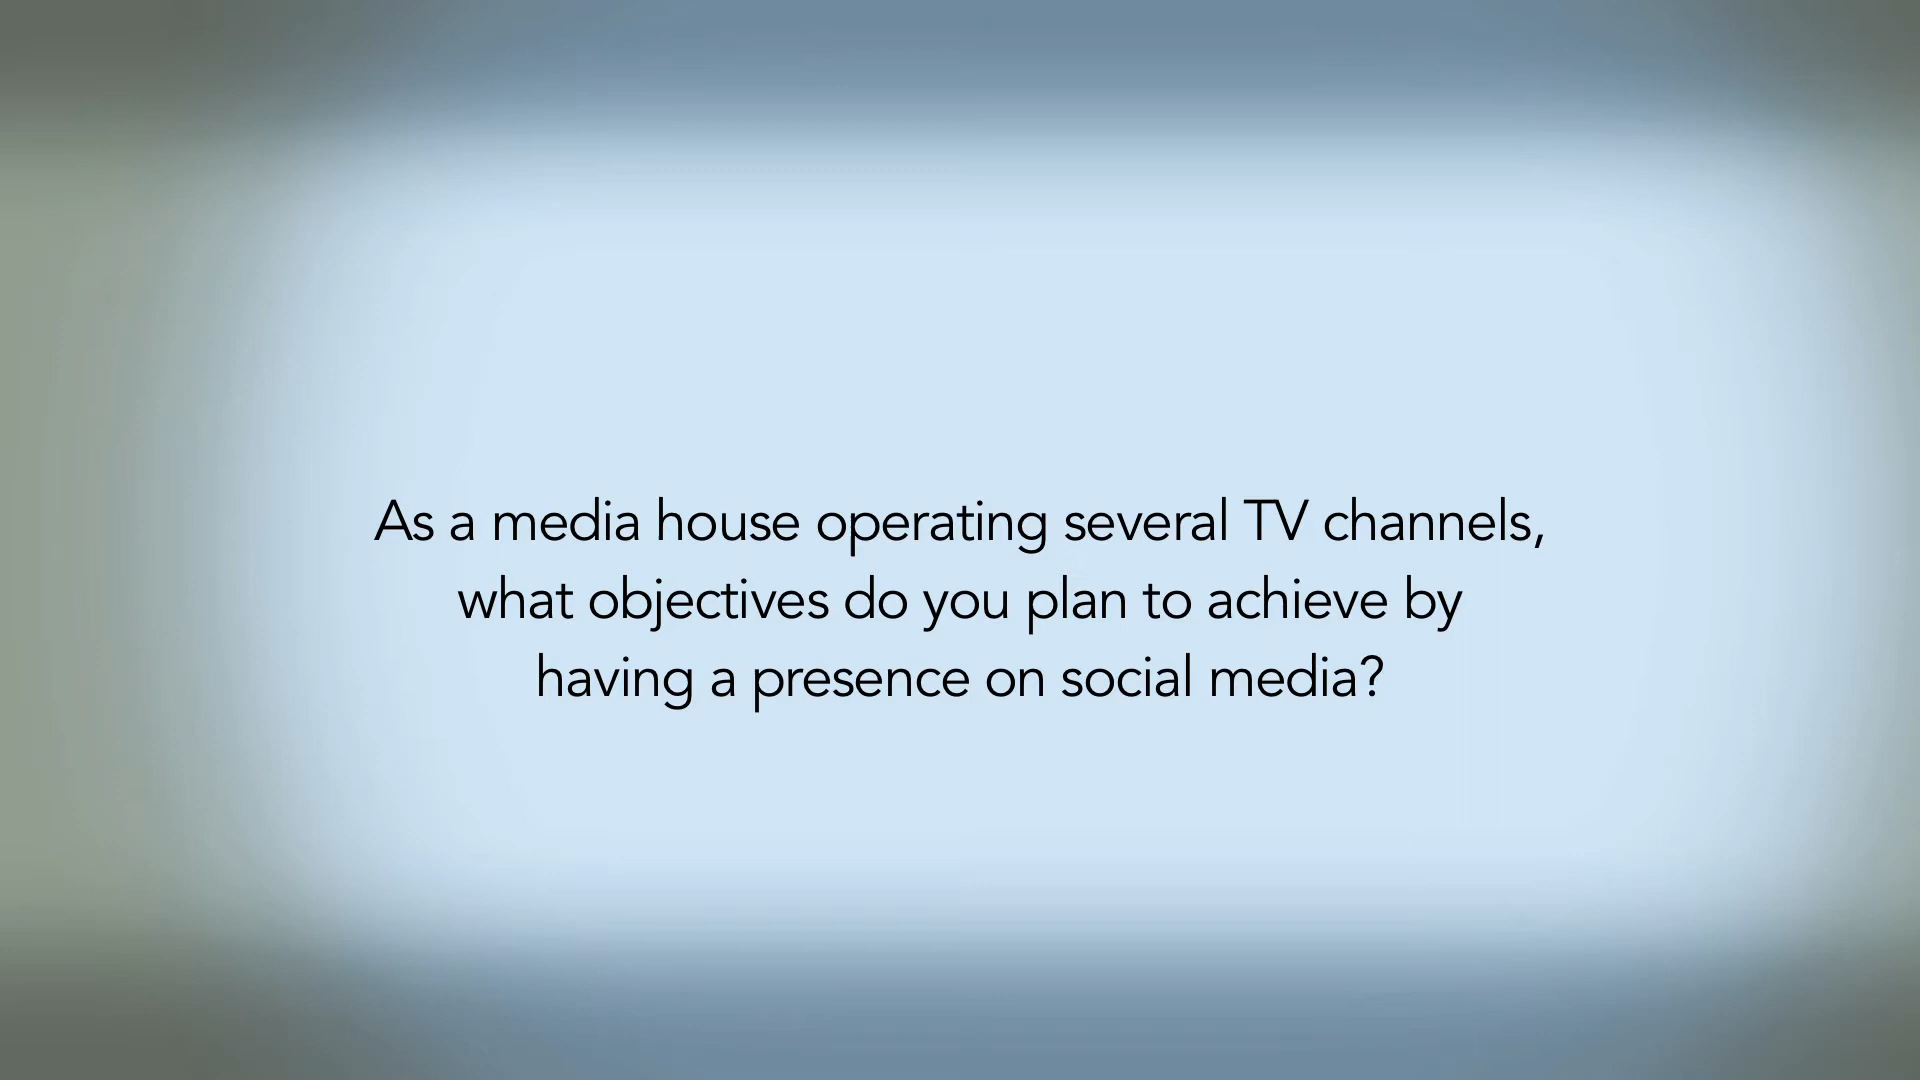 As a media house operating several TV channels,
what objectives do you plan to achieve by
having a presence on social media?